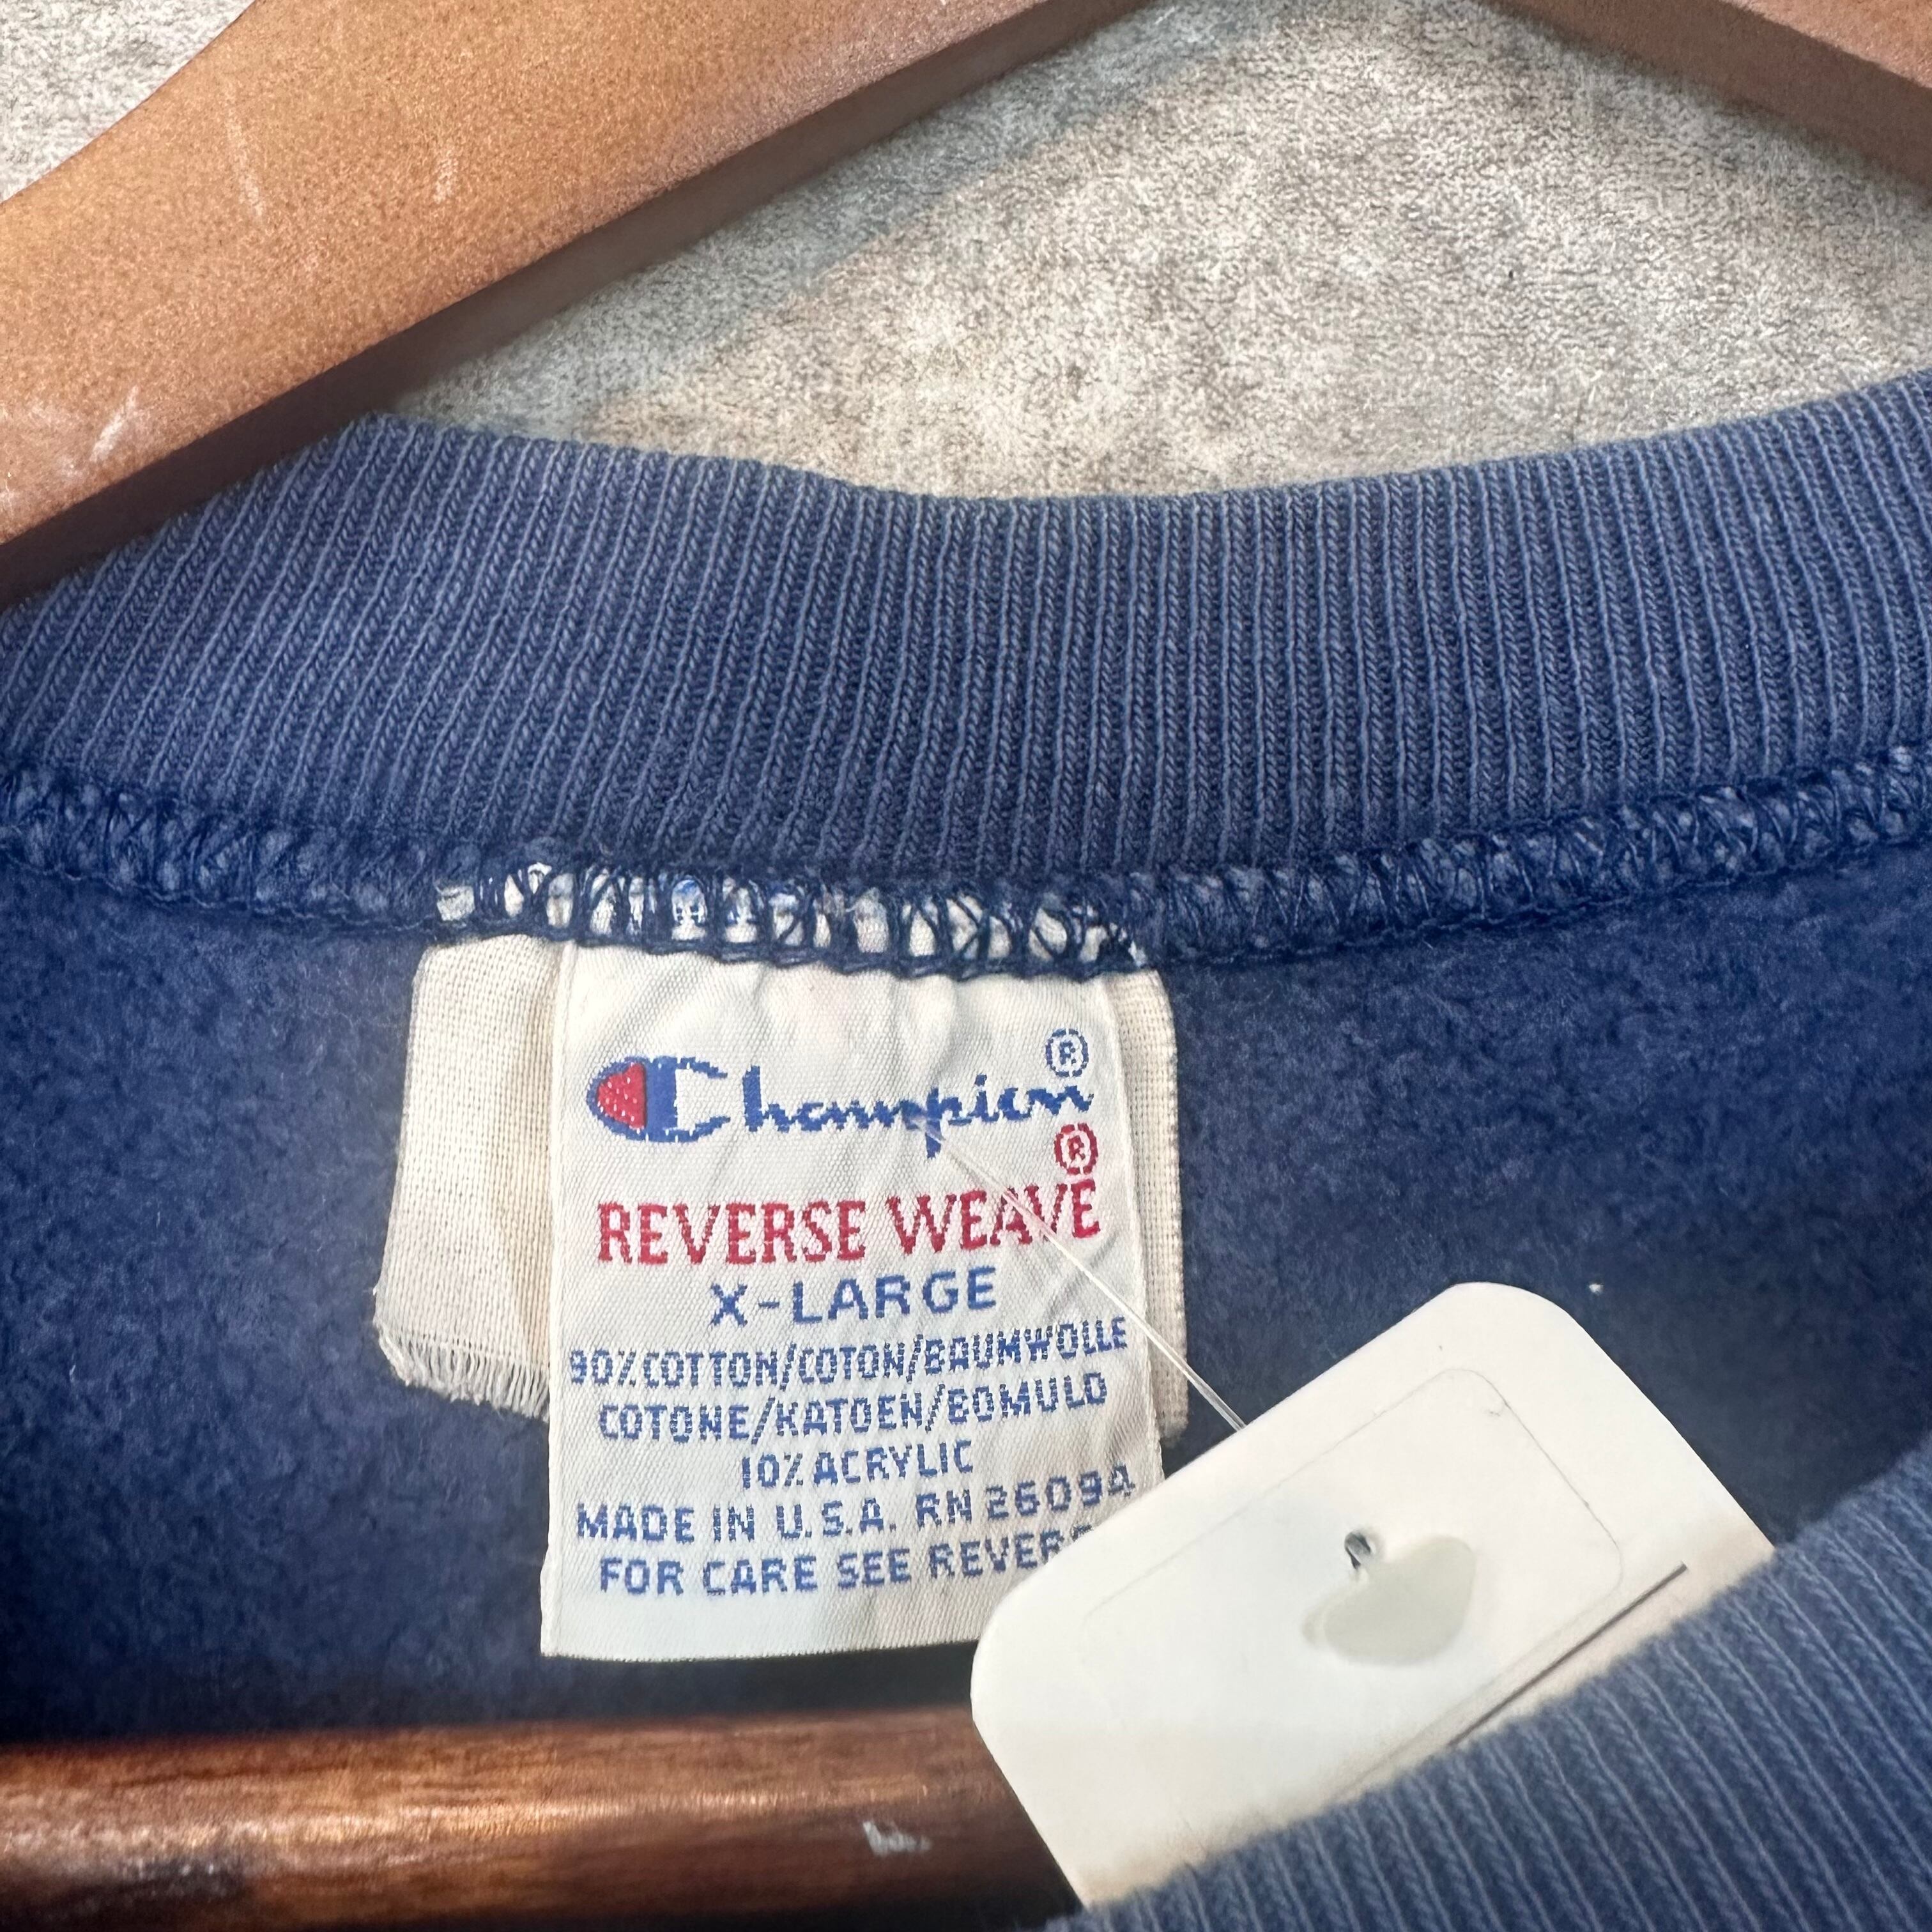 Champion®
REVERSE WEAVE®
X-LARGE
90% COTTON/COTON/BAUMWOLLE
COTONE/KATOEN/BOMULD
10% ACRYLIC
MADE IN U.S.A. RN 26094
FOR CARE SEE